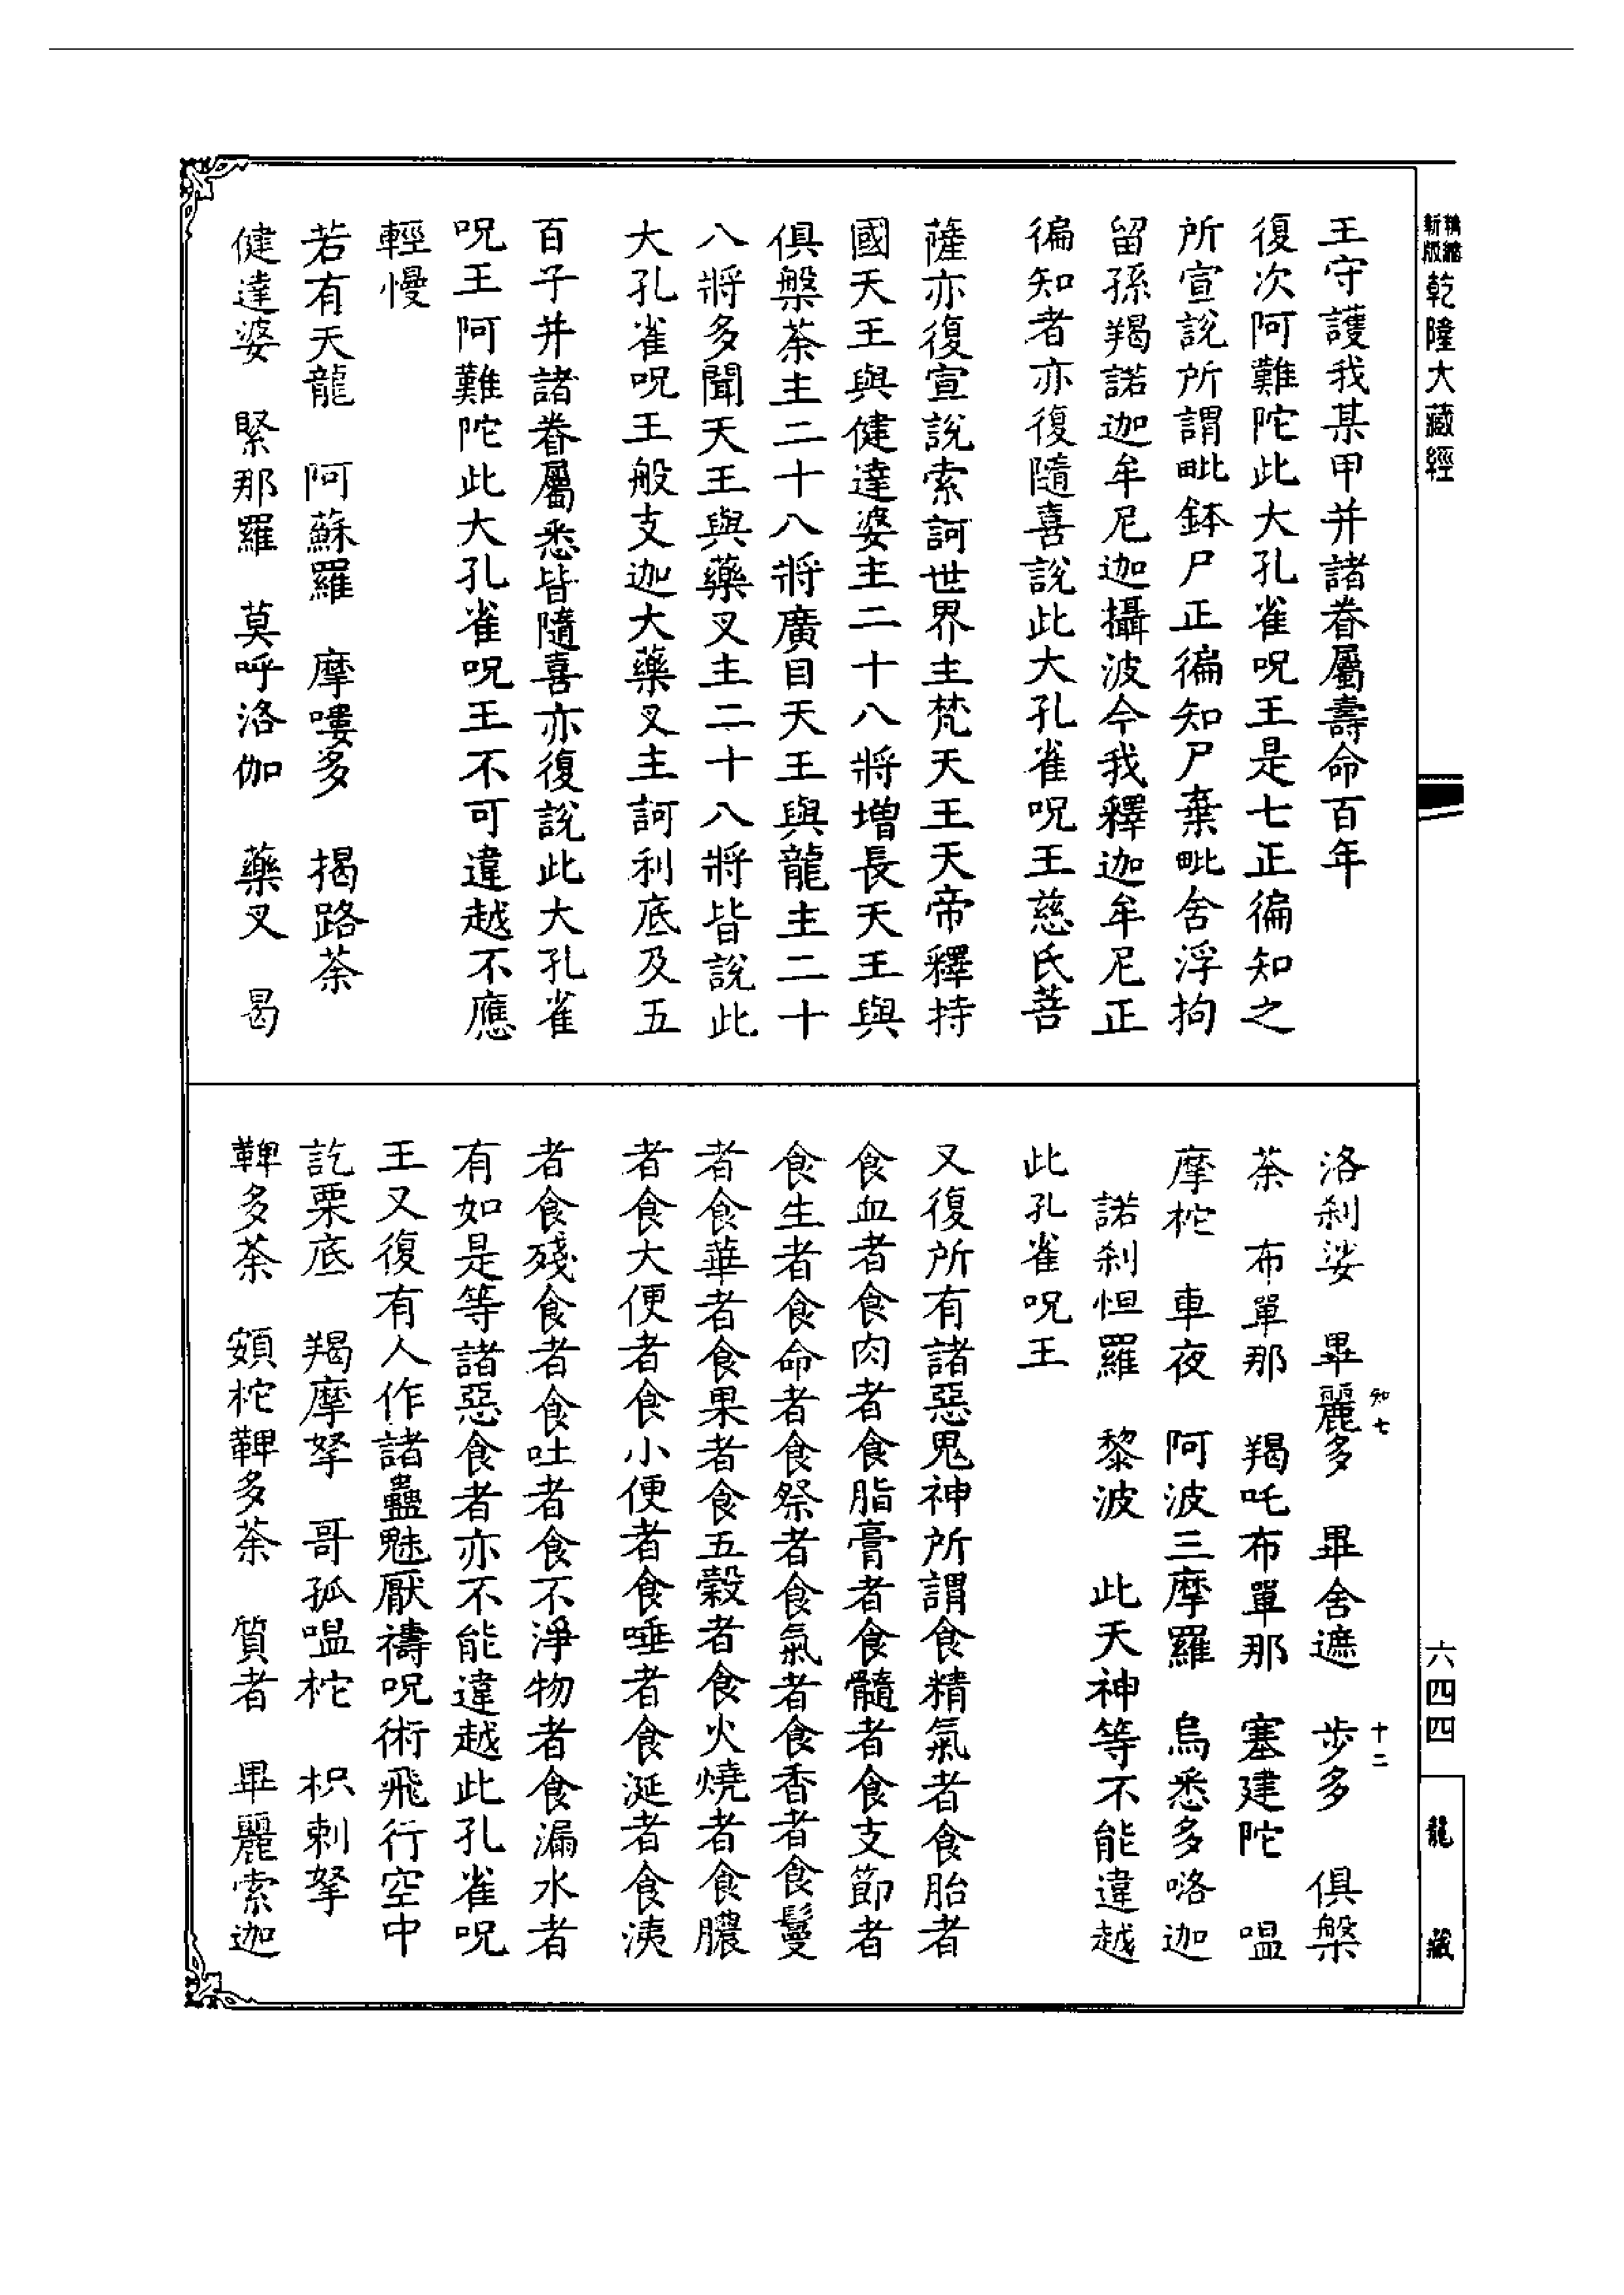 新版精縮
乾隆大藏經
王守護我某甲并諸眷屬壽命百年
復次阿難陀此大孔雀呪王是七正徧知之
所宣說所謂毗鉢尸正徧知尸棄毗舍浮拘
留孫羯諾迦牟尼迦攝波今我釋迦牟尼正
徧知者亦復隨喜說此大孔雀呪王慈氏菩
薩亦復宣說索訶世界主梵天王天帝釋持
國天王與健達婆主二十八將增長天王與
俱槃荼主二十八將廣目天王與龍主二十
八將多聞天王與藥叉主二十八將皆說此
大孔雀呪王般支迦大藥叉主訶利底及五
百子并諸眷屬悉皆隨喜亦復說此大孔雀
呪王阿難陀此大孔雀呪王不可違越不應
輕慢
若有天龍 阿蘇羅 摩嘍多 揭路荼
健達婆 緊那羅 莫呼洛伽 藥叉 曷
洛剎娑 畢麗多 畢舍遮 步多 俱槃
荼 布單那 羯吒布單那 塞建陀 嗢
摩柁 車夜 阿波三摩羅 烏悉多咯迦
諾剎怛羅 黎波 此天神等不能違越
此孔雀呪王
又復所有諸惡鬼神所謂食精氣者食胎者
食血者食肉者食脂膏者食髓者食支節者
食生者食命者食祭者食氣者食香者食鬘
者食華者食果者食五穀者食火燒者食膿
者食大便者食小便者食唾者食涎者食洟
者食殘食者食吐者食不淨物者食漏水者
有如是等諸惡食者亦不能違越此孔雀呪
王又復有人作諸蠱魅厭禱呪術飛行空中
訖栗底 羯摩拏 哥孤嗢柁 枳剌拏
鞞多荼 頞柁鞞多荼 質者 畢麗索迦
知七
十二
六四四
龍藏